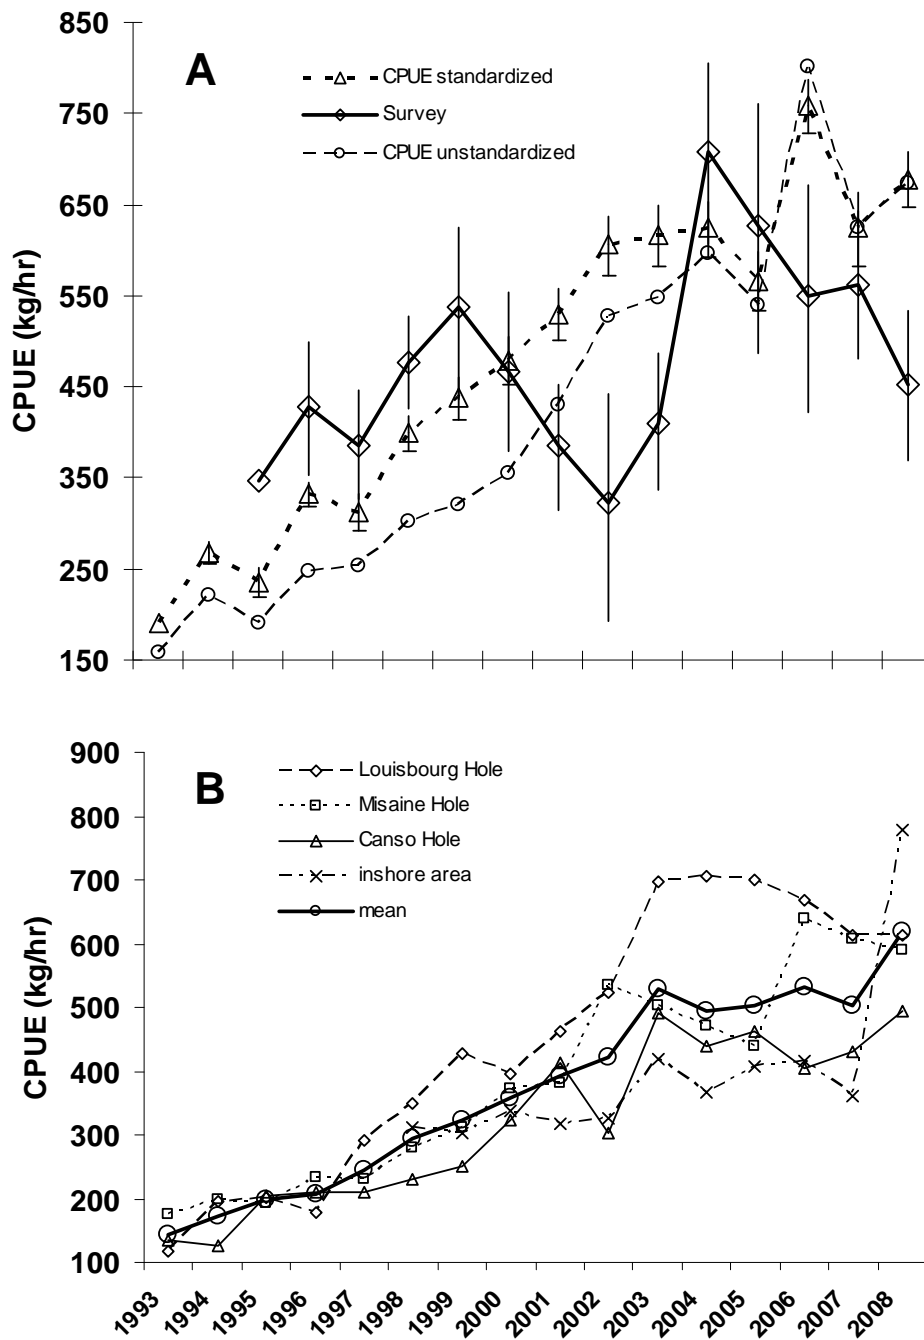 850
750
650
550
450
350
250
150
CPUE (kg/hr)
A
CPUE standardized
Survey
CPUE unstandardized
900
800
700
600
500
400
300
200
100
CPUE (kg/hr)
B
Louisbourg Hole
Misaine Hole
Canso Hole
inshore area
mean
1993
1994
1995
1996
1997
1998
1999
2000
2001
2002
2003
2004
2005
2006
2007
2008